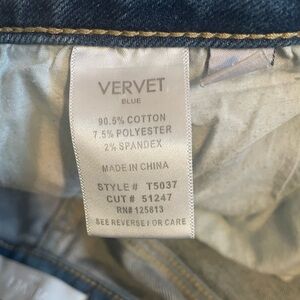 VERVET
BLUE
90.5% COTTON
7.5% POLYESTER
2% SPANDEX
MADE IN CHINA
STYLE# T5037
CUT# 51247
RN# 125813
SEE REVERSE FOR CARE